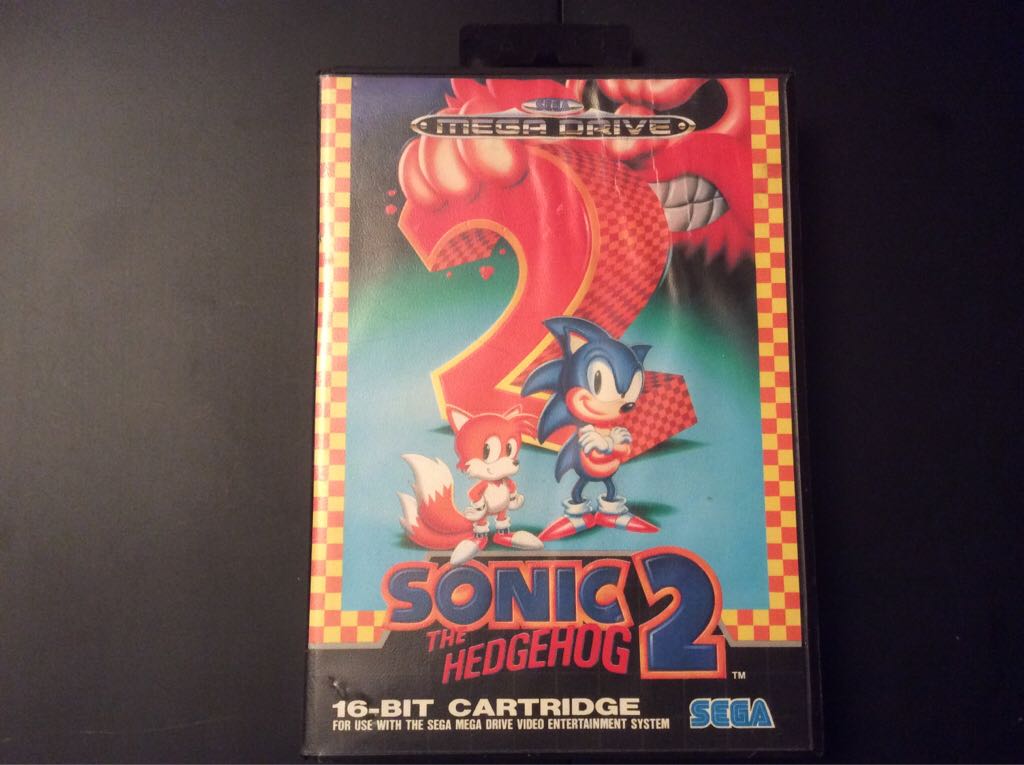 SEGA
MEGA DRIVE
2
SONIC
THE
HEDGEHOG
2
TM
16-BIT CARTRIDGE
FOR USE WITH THE SEGA MEGA DRIVE VIDEO ENTERTAINMENT SYSTEM
SEGA